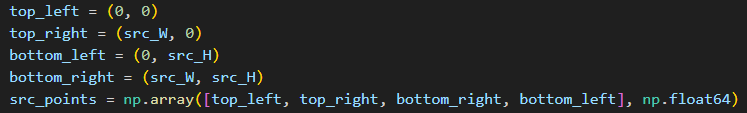 top_left = (0, 0)
top_right = (src_W, 0)
bottom_left = (0, src_H)
bottom_right = (src_W, src_H)
src_points = np.array([top_left, top_right, bottom_right, bottom_left], np.float64)